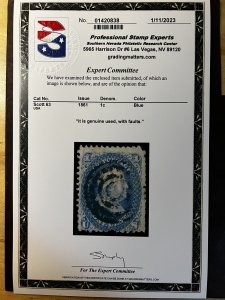 No. 01420838 1/11/2023
Professional Stamp Experts
Southern Nevada Philatelic Research Center
5965 Harrison Dr #6 Las Vegas, NV 89120
gradingmatters.com
Expert Committee
We have examined the enclosed item submitted, of which an
image is shown below, and are of the opinion that:
Cat No. Issue Denom. Color
Scott 63 1861 1c Blue
USA
"It is genuine used, with faults."
For The Expert Committee